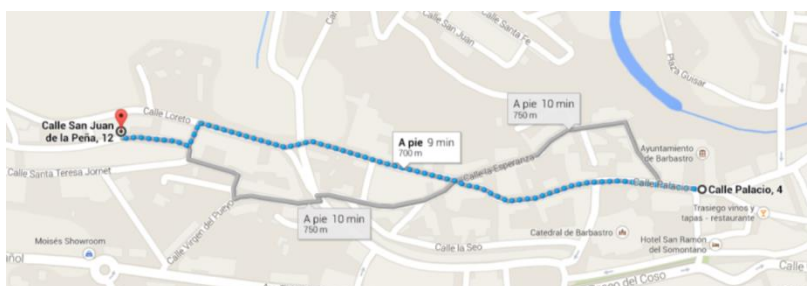 Calle San Juan
Calle Santa Fe
Plaza Guisar
Calle Loreto
Calle San Juan
de la Peña, 12
A pie 10 min
750 m
A pie 9 min
700 m
Ayuntamiento
de Barbastro
Calle la Esperanza
Calle Santa Teresa Jornet
Calle Palacio
Calle Palacio, 4
A pie 10 min
750 m
Calle Virgen del Pueyo
Trasiego vinos y
tapas - restaurante
Catedral de Barbastro
Moisés Showroom
Calle la Seo
Hotel San Ramón
del Somontano
del Coso